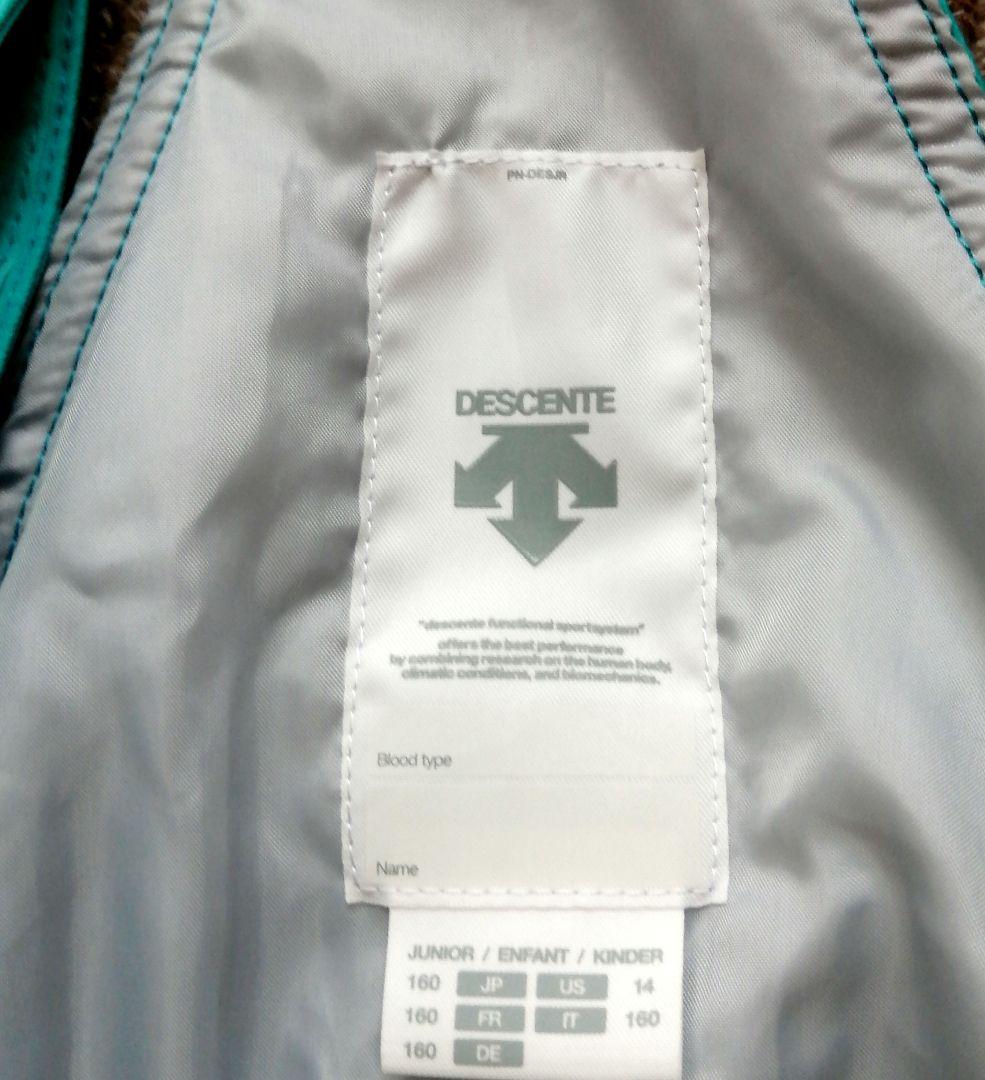 PN-DESJR
DESCENTE
"descente functional sportsystem"
offers the best performance
by combining research on the human body,
climatic conditions, and biomechanics.
Blood type
Name
JUNIOR / ENFANT / KINDER
160 JP US 14
160 FR IT 160
160 DE